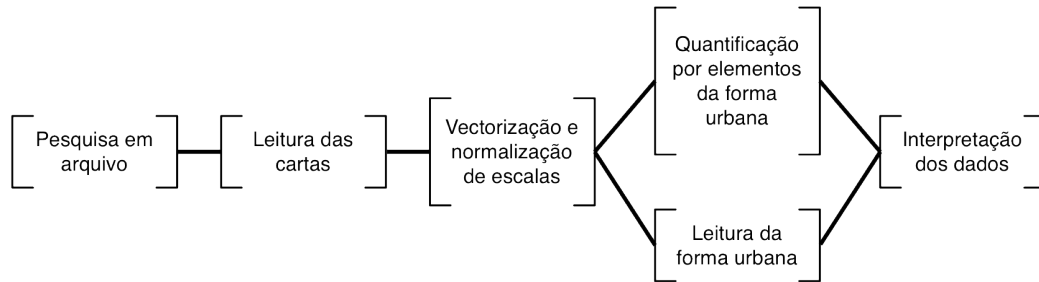 Pesquisa em
arquivo
Leitura das
cartas
Vectorização e
normalização
de escalas
Quantificação
por elementos
da forma
urbana
Leitura da
forma urbana
Interpretação
dos dados